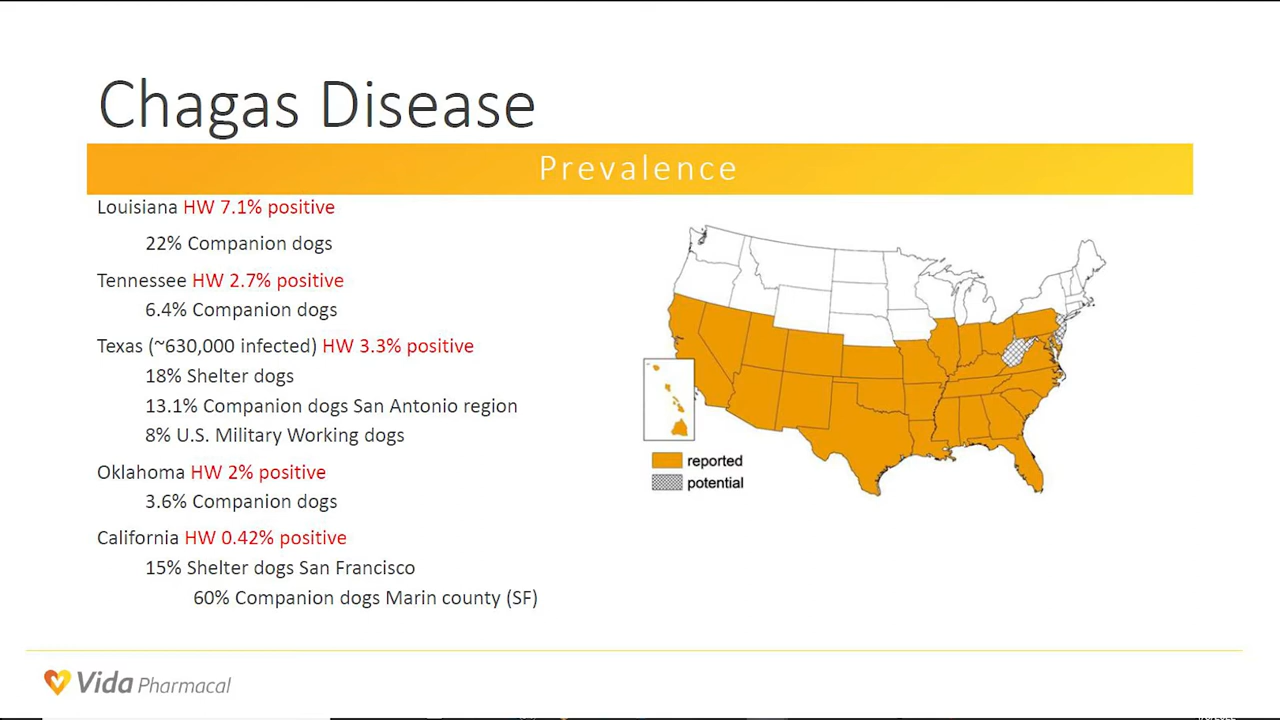 Chagas Disease
Prevalence
Louisiana HW 7.1% positive
22% Companion dogs
Tennessee HW 2.7% positive
6.4% Companion dogs
Texas (~630,000 infected) HW 3.3% positive
18% Shelter dogs
13.1% Companion dogs San Antonio region
8% U.S. Military Working dogs
Oklahoma HW 2% positive
3.6% Companion dogs
California HW 0.42% positive
15% Shelter dogs San Francisco
60% Companion dogs Marin county (SF)
reported
potential
Vida Pharmacal